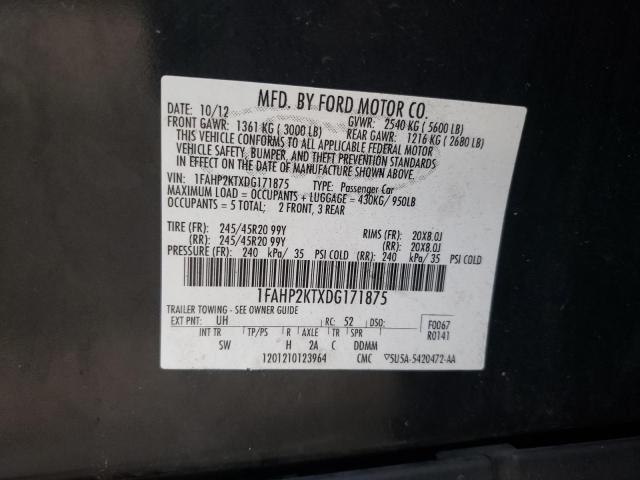 MFD. BY FORD MOTOR CO.
DATE: 10/12 GVWR: 2540 KG ( 5600 LB)
FRONT GAWR: 1361 KG ( 3000 LB) REAR GAWR: 1216 KG ( 2680 LB)
THIS VEHICLE CONFORMS TO ALL APPLICABLE FEDERAL MOTOR
VEHICLE SAFETY, BUMPER, AND THEFT PREVENTION STANDARDS
IN EFFECT ON THE DATE OF MANUFACTURE SHOWN ABOVE.
VIN: 1FAHP2KTXDG171875 TYPE: Passenger Car
MAXIMUM LOAD = OCCUPANTS + LUGGAGE = 430KG/ 950LB
OCCUPANTS = 5 TOTAL; 2 FRONT, 3 REAR
TIRE (FR): 245/45R20 99Y RIMS (FR): 20X8.0J
(RR): 245/45R20 99Y (RR): 20X8.0J
PRESSURE (FR): 240 kPa/ 35 PSI COLD (RR): 240 kPa/ 35 PSI COLD
1FAHP2KTXDG171875
TRAILER TOWING - SEE OWNER GUIDE
EXT PNT: UH RC: 52 DSO: F0067
INT TR TP/PS R AXLE TR SPR R0141
SW H 2A C DDMM
1201210123964 CMC 5U5A-5420472-AA